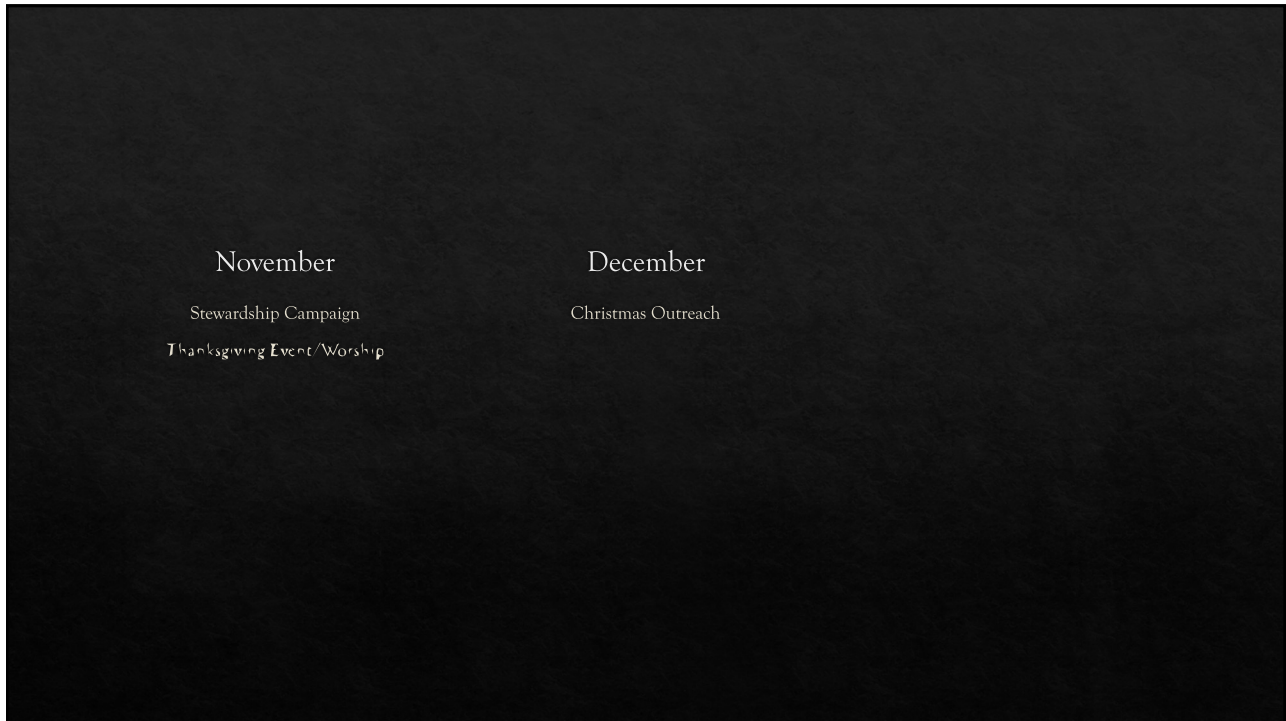 November
Stewardship Campaign
Thanksgiving Event/Worship
December
Christmas Outreach